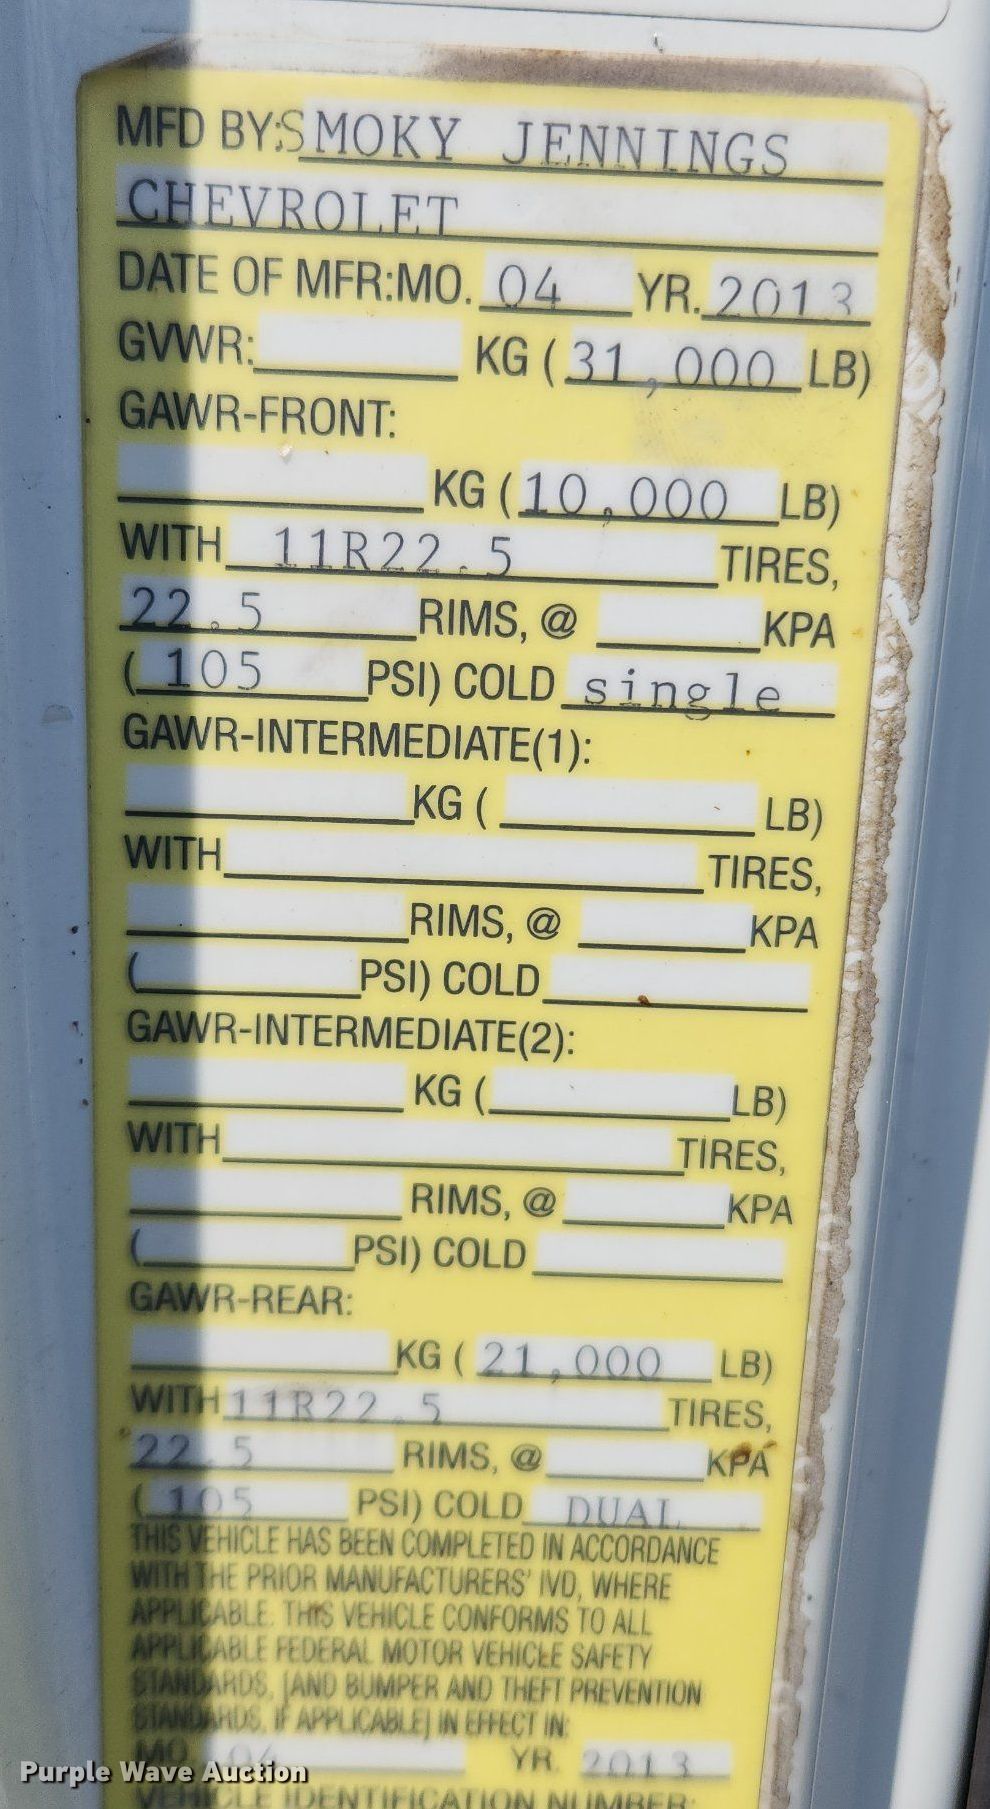 MFD BY: SMOKY JENNINGS
CHEVROLET
DATE OF MFR: MO. 04 YR. 2013
GVWR: KG (31,000 LB)
GAWR-FRONT:
KG (10,000 LB)
WITH 11R22.5 TIRES,
22.5 RIMS, @ KPA
(105 PSI) COLD single
GAWR-INTERMEDIATE(1):
KG ( LB)
WITH TIRES,
RIMS, @ KPA
( PSI) COLD
GAWR-INTERMEDIATE(2):
KG ( LB)
WITH TIRES,
RIMS, @ KPA
( PSI) COLD
GAWR-REAR:
KG (21,000 LB)
WITH 11R22.5 TIRES,
22.5 RIMS, @ KPA
(105 PSI) COLD DUAL
THIS VEHICLE HAS BEEN COMPLETED IN ACCORDANCE
WITH THE PRIOR MANUFACTURERS' IVD, WHERE
APPLICABLE. THIS VEHICLE CONFORMS TO ALL
APPLICABLE FEDERAL MOTOR VEHICLE SAFETY
STANDARDS, [AND BUMPER AND THEFT PREVENTION
STANDARDS, IF APPLICABLE] IN EFFECT IN:
MO. 04 YR. 2013
VEHICLE IDENTIFICATION NUMBER:
Purple Wave Auction